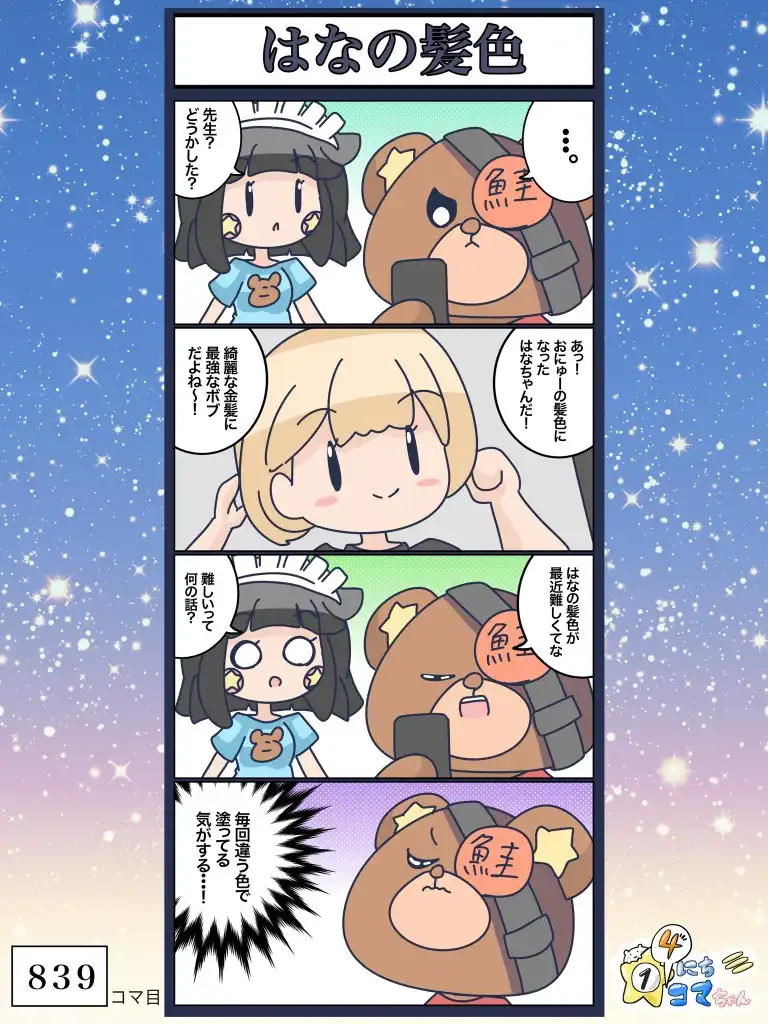 はなの髪色
…。
鮭
先生?
どうかした?
あっ!
おにゅーの髪色に
なった
はなちゃんだ!
綺麗な金髪に
最強なボブ
だよね〜!
はなの髪色が
最近難しくてな
鮭
難しいって
何の話?
鮭
毎回違う色で
塗ってる
気がする…!
839
コマ目
1
にち
4
コマ
ちゃん